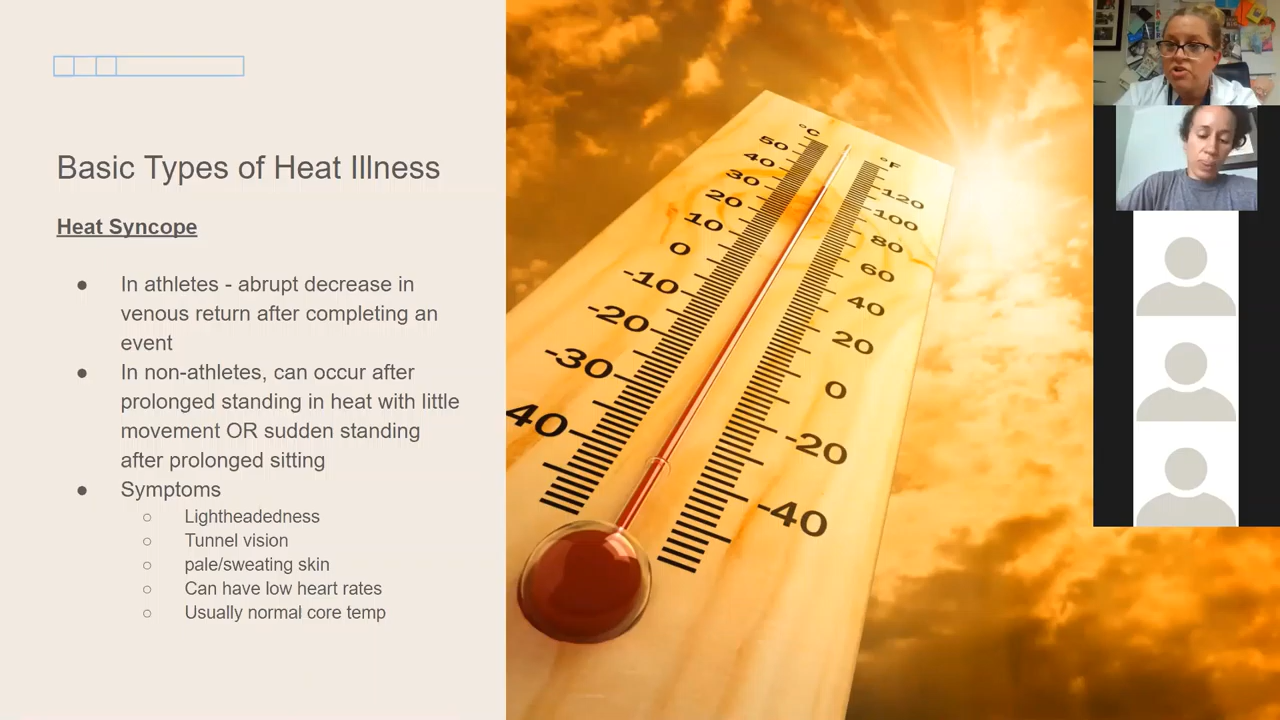 Basic Types of Heat Illness
Heat Syncope
● In athletes - abrupt decrease in
venous return after completing an
event
● In non-athletes, can occur after
prolonged standing in heat with little
movement OR sudden standing
after prolonged sitting
● Symptoms
○ Lightheadedness
○ Tunnel vision
○ pale/sweating skin
○ Can have low heart rates
○ Usually normal core temp
°C
50
40
30
20
10
0
-10
-20
-30
40
°F
120
100
80
60
40
20
0
-20
-40